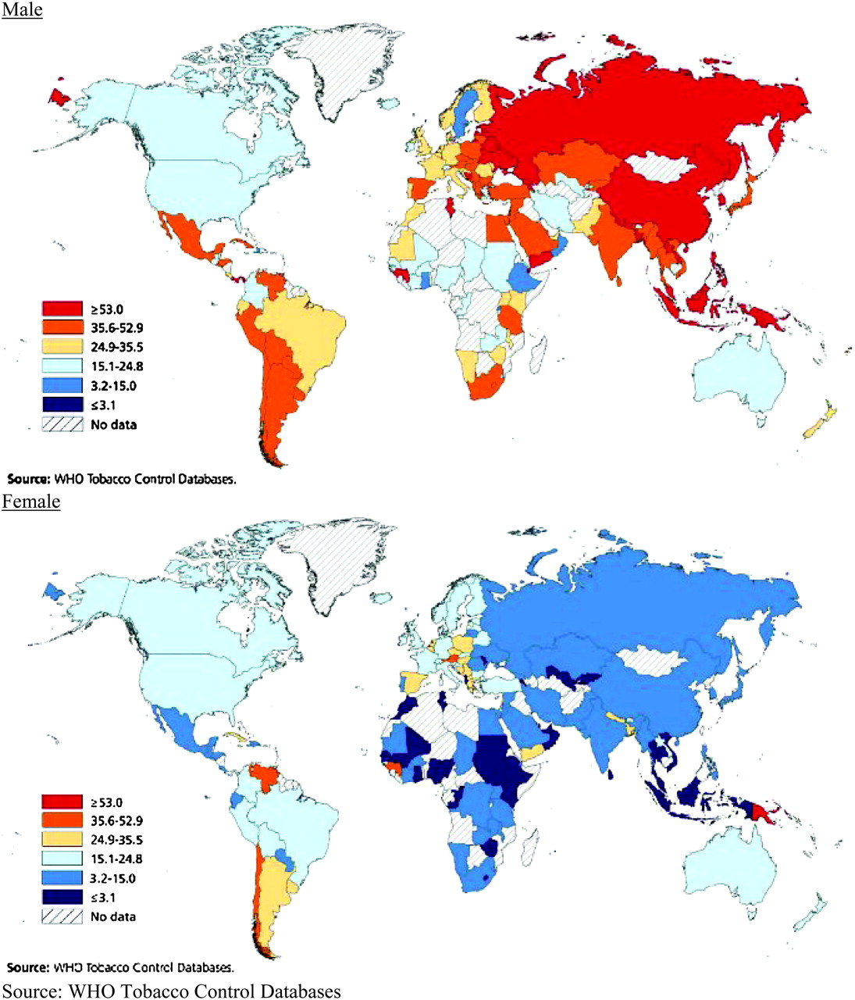 Male
≥53.0
35.6-52.9
24.9-35.5
15.1-24.8
3.2-15.0
≤3.1
No data
Source: WHO Tobacco Control Databases.
Female
≥53.0
35.6-52.9
24.9-35.5
15.1-24.8
3.2-15.0
≤3.1
No data
Source: WHO Tobacco Control Databases.
Source: WHO Tobacco Control Databases